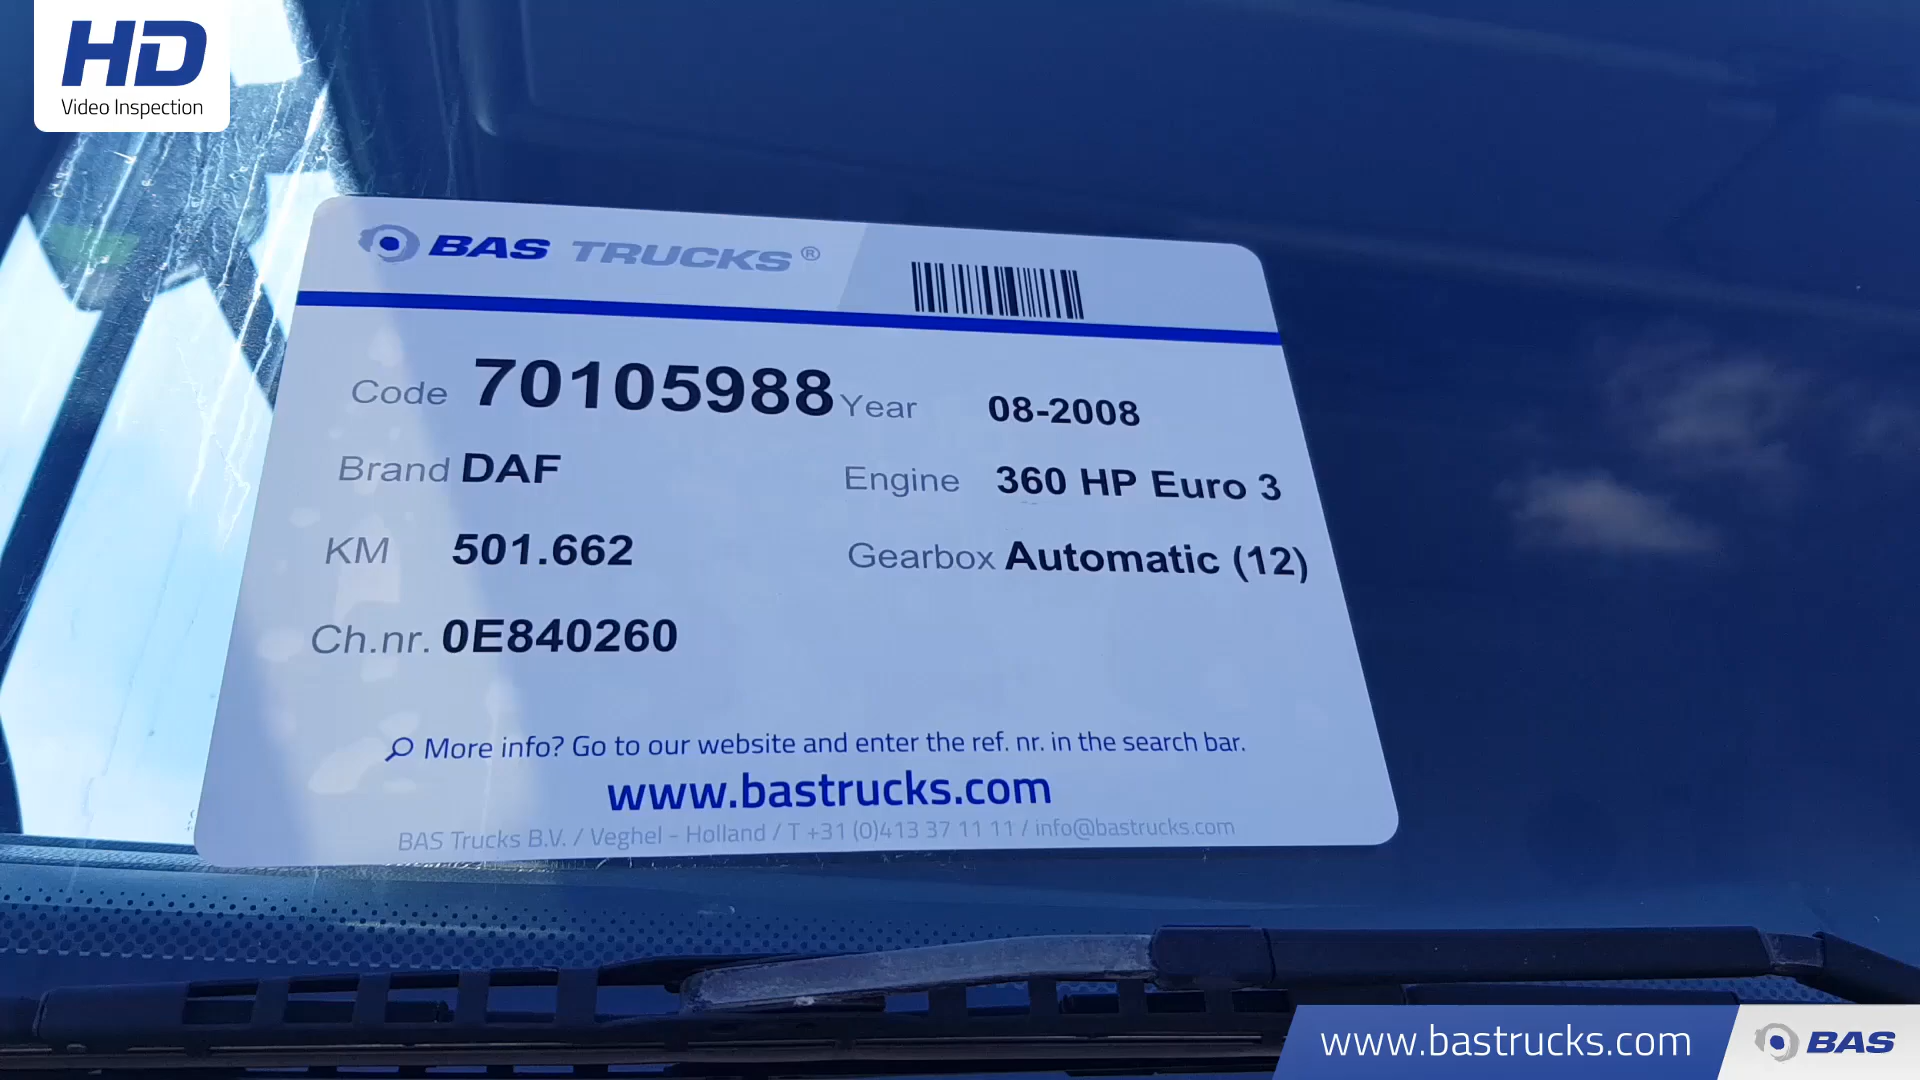 HD
Video Inspection
BAS TRUCKS®
Code 70105988 Year 08-2008
Brand DAF Engine 360 HP Euro 3
KM 501.662 Gearbox Automatic (12)
Ch.nr. 0E840260
More info? Go to our website and enter the ref. nr. in the search bar.
www.bastrucks.com
BAS Trucks B.V. / Veghel - Holland / T +31 (0)413 37 11 11 / info@bastrucks.com
www.bastrucks.com BAS